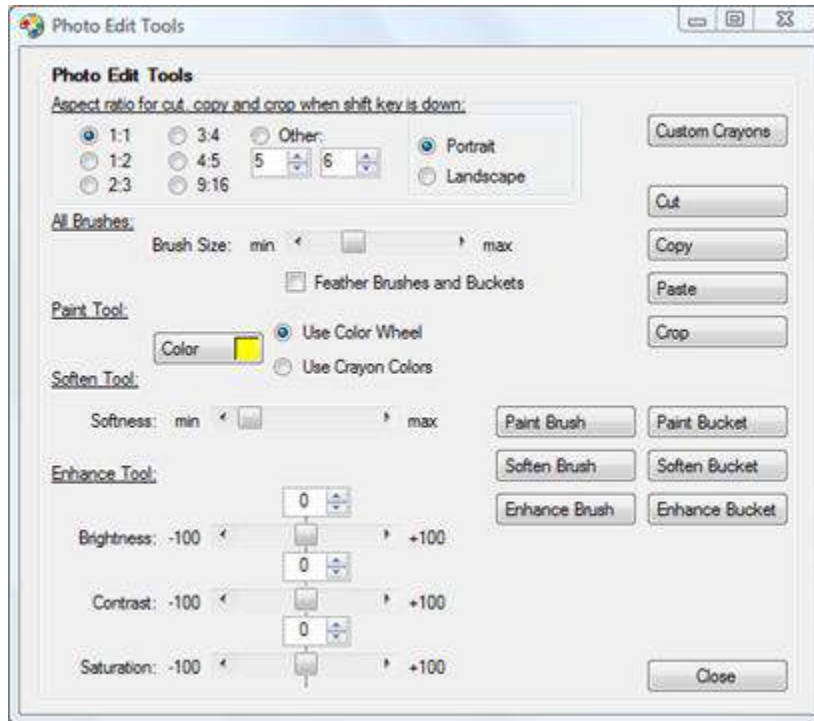 Photo Edit Tools
Photo Edit Tools
Aspect ratio for cut, copy and crop when shift key is down:
1:1 3:4 Other:
1:2 4:5 5 6
2:3 9:16
Portrait
Landscape
Custom Crayons
Cut
Copy
Paste
Crop
All Brushes:
Brush Size: min max
Feather Brushes and Buckets
Paint Tool:
Color
Use Color Wheel
Use Crayon Colors
Soften Tool:
Softness: min max
Paint Brush Paint Bucket
Soften Brush Soften Bucket
Enhance Brush Enhance Bucket
Enhance Tool:
0
Brightness: -100 +100
0
Contrast: -100 +100
0
Saturation: -100 +100
Close